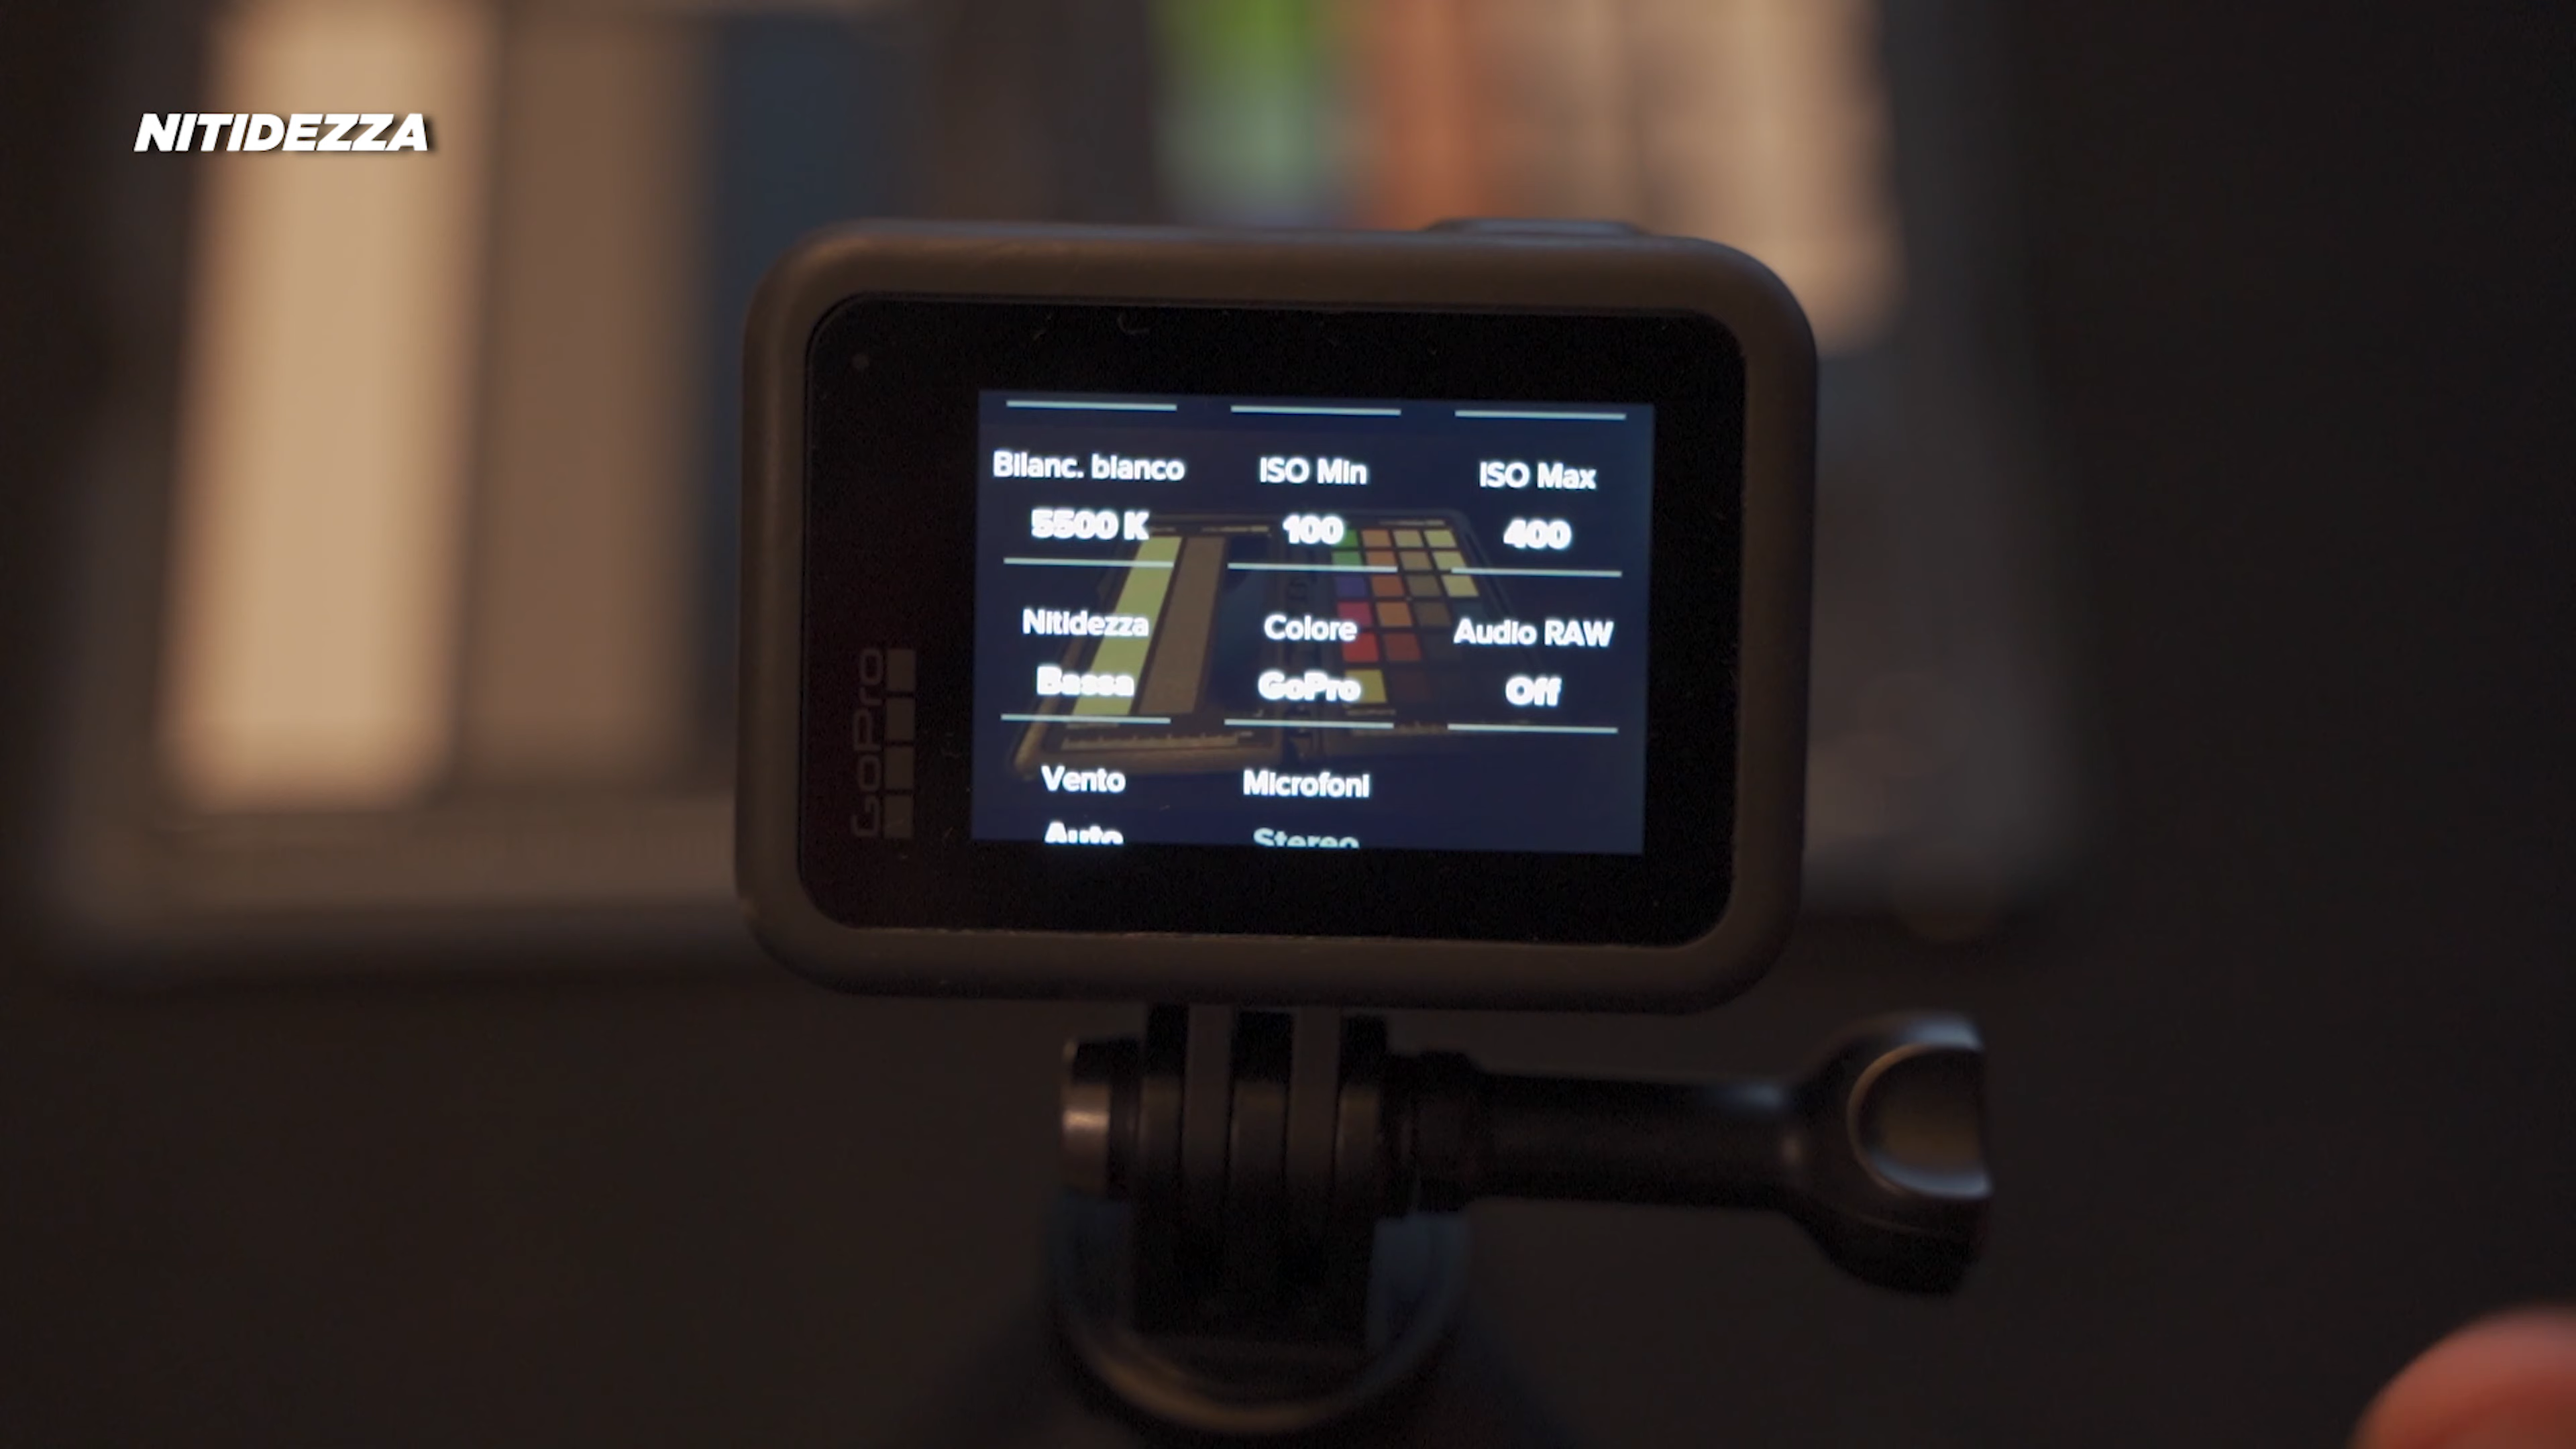 NITIDEZZA
Bilanc. bianco ISO Min ISO Max
5500 K 100 400
Nitidezza Colore Audio RAW
Bassa GoPro Off
Vento Microfoni
Auto Stereo
GoPro